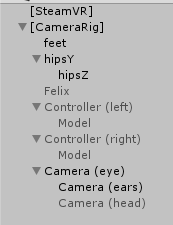 [SteamVR]
[CameraRig]
feet
hipsY
hipsZ
Felix
Controller (left)
Model
Controller (right)
Model
Camera (eye)
Camera (ears)
Camera (head)